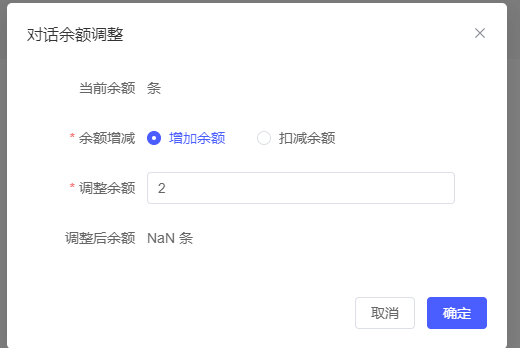 对话余额调整
当前余额 条
* 余额增减 增加余额 扣减余额
* 调整余额 2
调整后余额 NaN 条
取消 确定